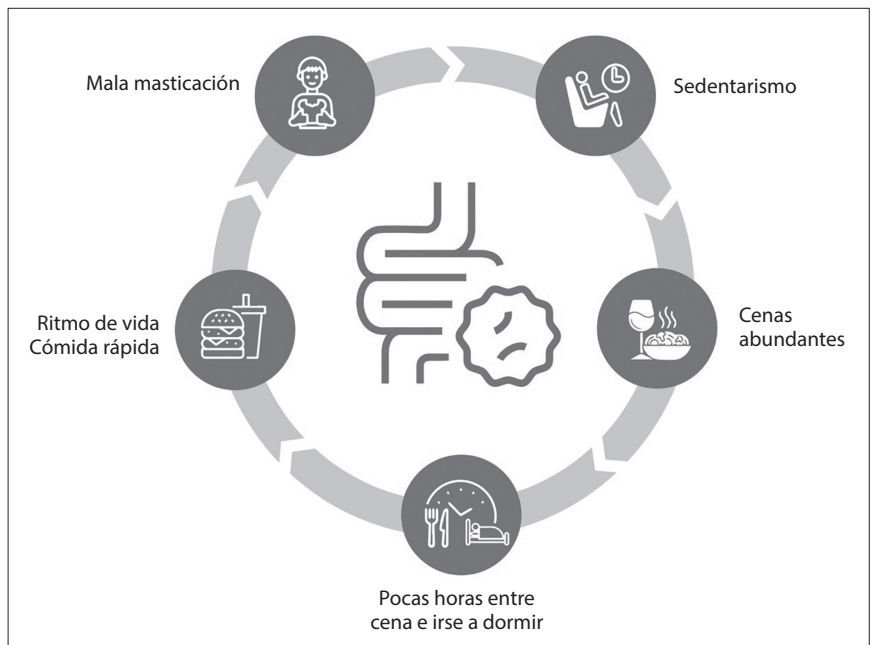 Mala masticación
Sedentarismo
Ritmo de vida
Cómida rápida
Cenas
abundantes
Pocas horas entre
cena e irse a dormir